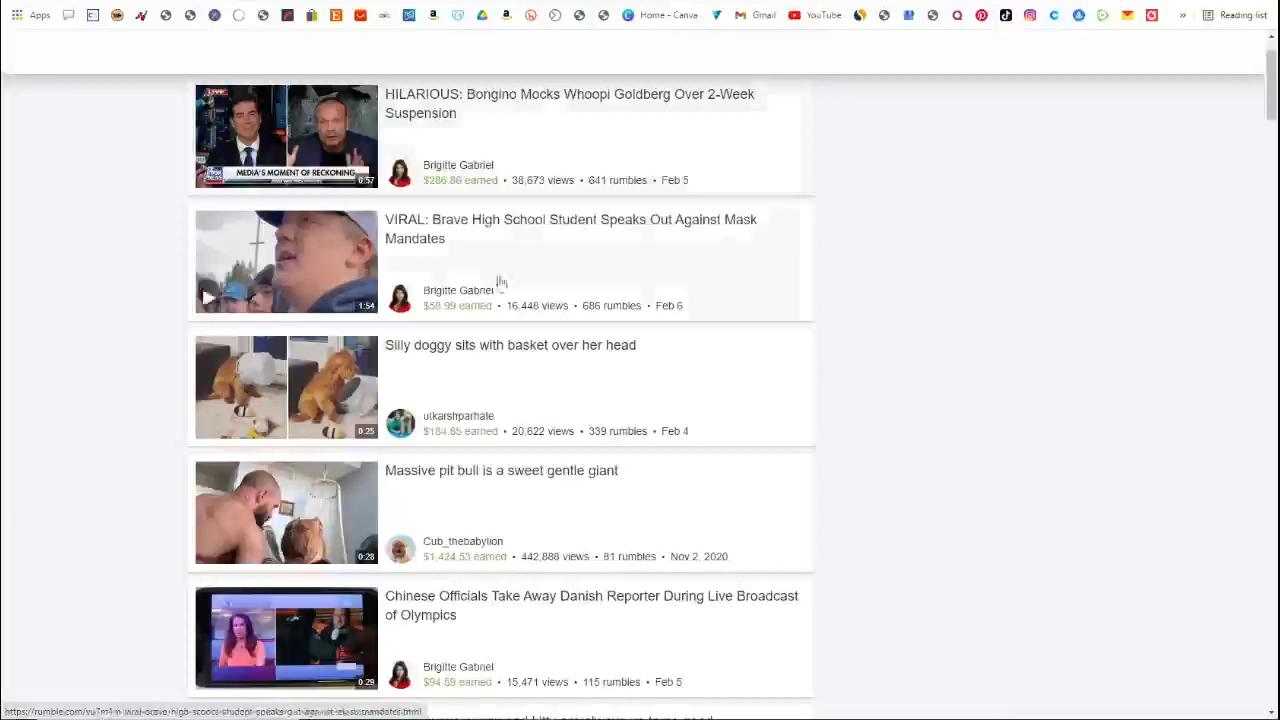 Apps
Home - Canva
Gmail
YouTube
Reading list
HILARIOUS: Bongino Mocks Whoopi Goldberg Over 2-Week
Suspension
MEDIA'S MOMENT OF RECKONING
0:57
Brigitte Gabriel
$286.86 earned • 38,673 views • 641 rumbles • Feb 5
VIRAL: Brave High School Student Speaks Out Against Mask
Mandates
1:54
Brigitte Gabriel
$58.99 earned • 16,448 views • 686 rumbles • Feb 6
Silly doggy sits with basket over her head
0:25
utkarshparhate
$184.65 earned • 20,622 views • 339 rumbles • Feb 4
Massive pit bull is a sweet gentle giant
0:28
Cub_thebabylion
$1,424.53 earned • 442,888 views • 81 rumbles • Nov 2, 2020
Chinese Officials Take Away Danish Reporter During Live Broadcast
of Olympics
0:29
Brigitte Gabriel
$94.69 earned • 15,471 views • 115 rumbles • Feb 5